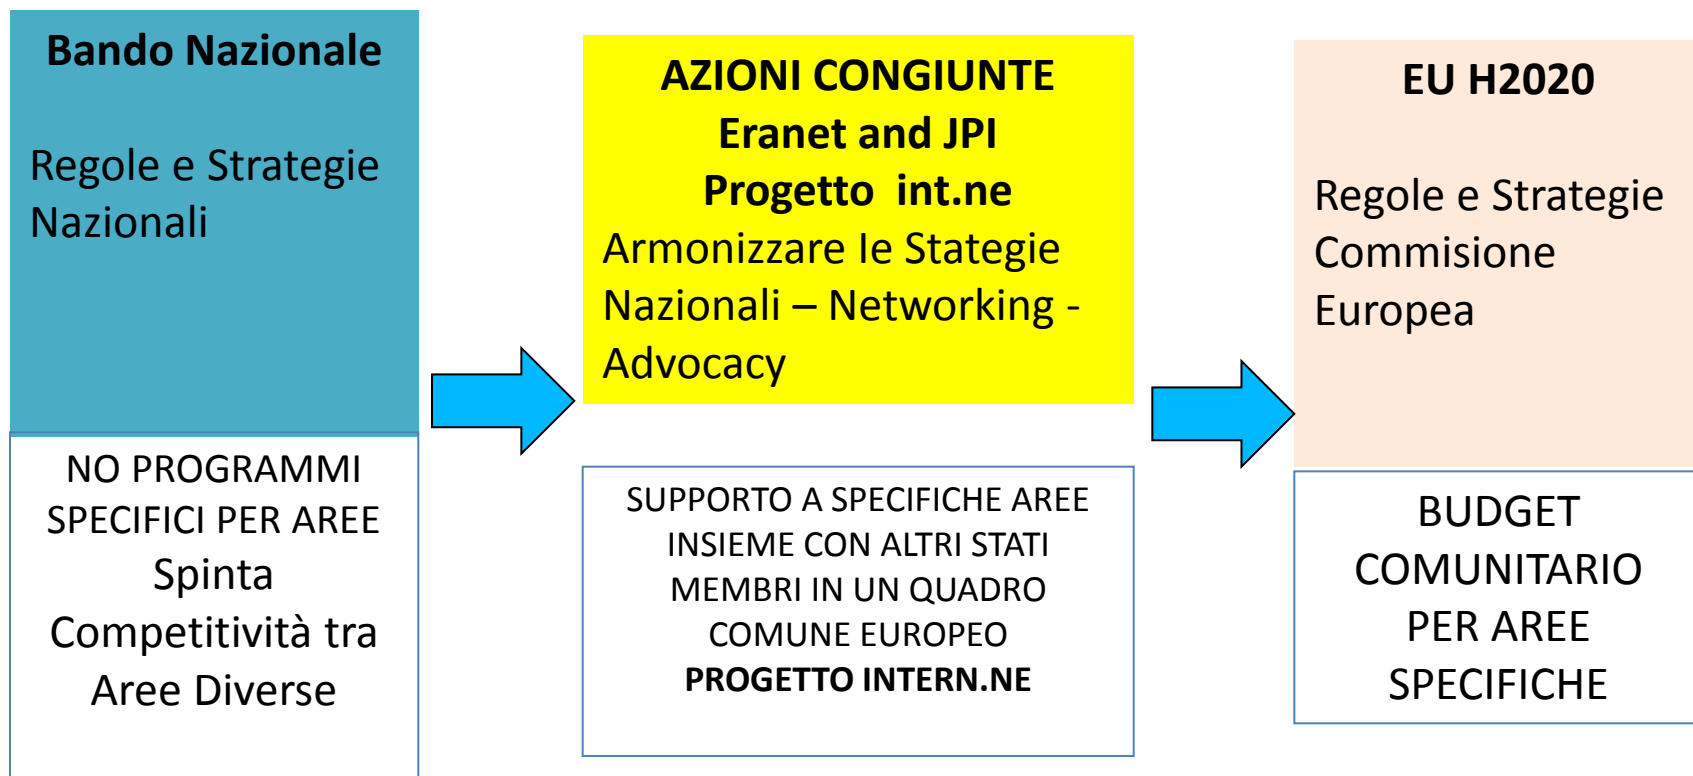 Bando Nazionale
Regole e Strategie
Nazionali
NO PROGRAMMI
SPECIFICI PER AREE
Spinta
Competitività tra
Aree Diverse
AZIONI CONGIUNTE
Eranet and JPI
Progetto int.ne
Armonizzare le Stategie
Nazionali – Networking -
Advocacy
SUPPORTO A SPECIFICHE AREE
INSIEME CON ALTRI STATI
MEMBRI IN UN QUADRO
COMUNE EUROPEO
PROGETTO INTERN.NE
EU H2020
Regole e Strategie
Commisione
Europea
BUDGET
COMUNITARIO
PER AREE
SPECIFICHE